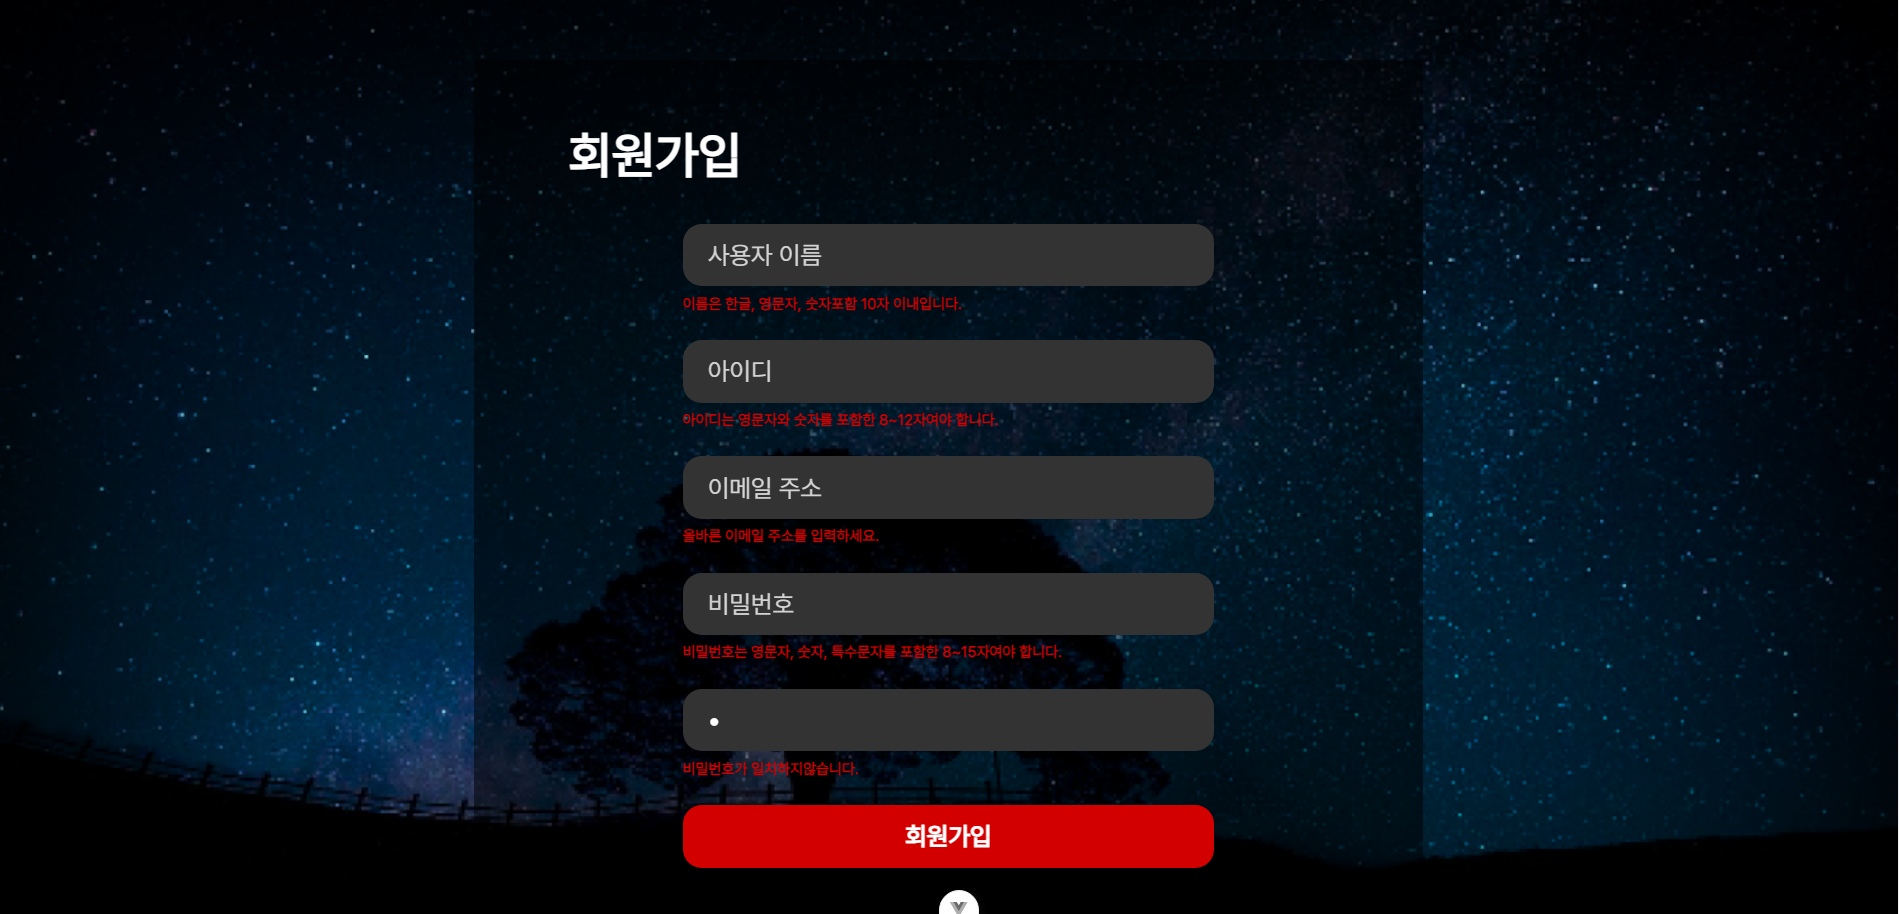 회원가입
사용자 이름
이름은 한글, 영문자, 숫자포함 10자 이내입니다.
아이디
아이디는 영문자와 숫자를 포함한 8~12자여야 합니다.
이메일 주소
올바른 이메일 주소를 입력하세요.
비밀번호
비밀번호는 영문자, 숫자, 특수문자를 포함한 8~15자여야 합니다.
•
비밀번호가 일치하지않습니다.
회원가입